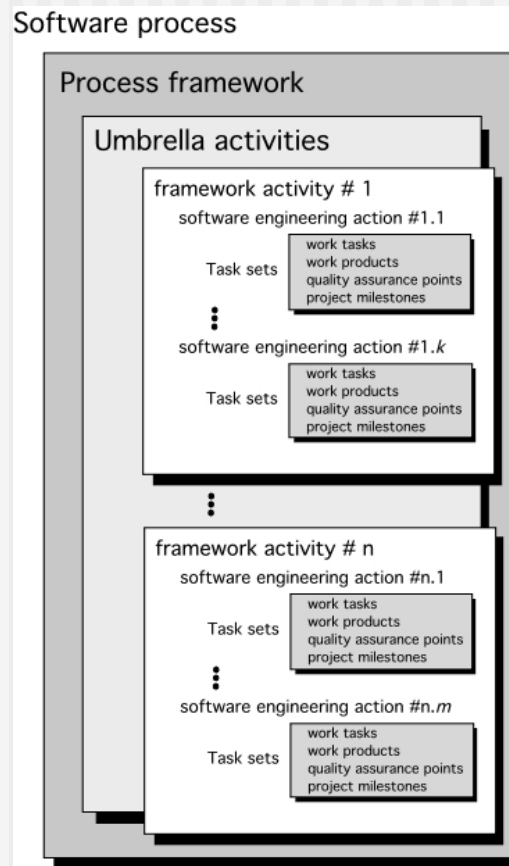 Software process
Process framework
Umbrella activities
framework activity # 1
software engineering action #1.1
Task sets
work tasks
work products
quality assurance points
project milestones
software engineering action #1.k
Task sets
work tasks
work products
quality assurance points
project milestones
framework activity # n
software engineering action #n.1
Task sets
work tasks
work products
quality assurance points
project milestones
software engineering action #n.m
Task sets
work tasks
work products
quality assurance points
project milestones